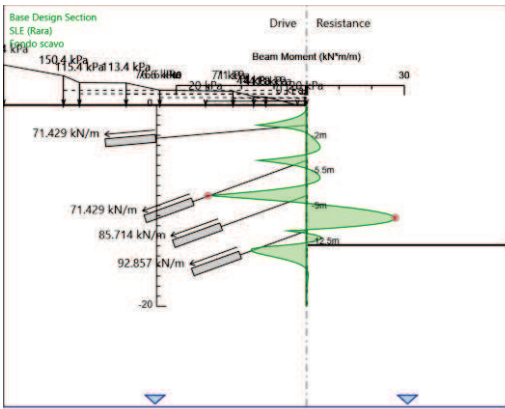 Base Design Section
SLE (Rara)
Fondo scavo
Drive
Resistance
kPa
150.4 kPa
115.4 kPa
113.4 kPa
Beam Moment (kN*m/m)
20 kPa
30
0
-2m
71.429 kN/m
-5.5m
-9m
71.429 kN/m
85.714 kN/m
-12.5m
92.857 kN/m
-20